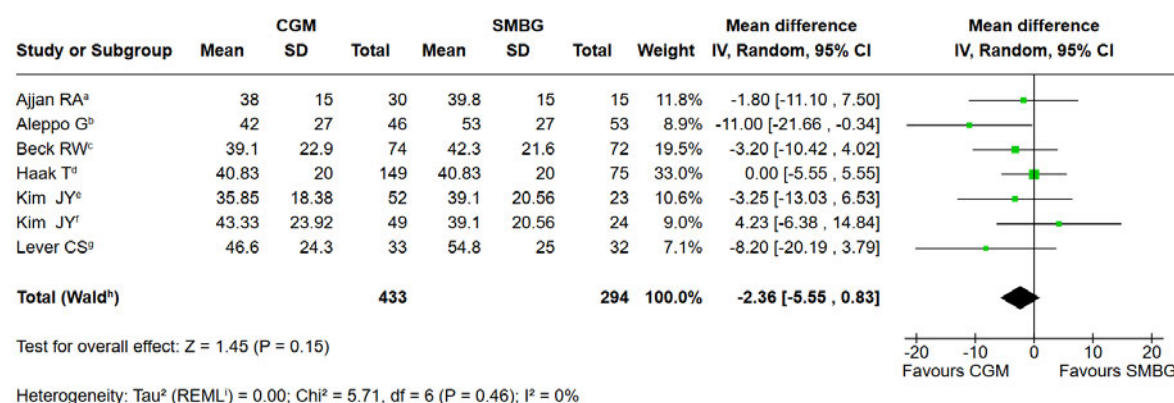 CGM SMBG Mean difference Mean difference
Study or Subgroup Mean SD Total Mean SD Total Weight IV, Random, 95% CI IV, Random, 95% CI
Ajjan RAᵃ 38 15 30 39.8 15 15 11.8% -1.80 [-11.10 , 7.50]
Aleppo Gᵇ 42 27 46 53 27 53 8.9% -11.00 [-21.66 , -0.34]
Beck RWᶜ 39.1 22.9 74 42.3 21.6 72 19.5% -3.20 [-10.42 , 4.02]
Haak Tᵈ 40.83 20 149 40.83 20 75 33.0% 0.00 [-5.55 , 5.55]
Kim JYᵉ 35.85 18.38 52 39.1 20.56 23 10.6% -3.25 [-13.03 , 6.53]
Kim JYᶠ 43.33 23.92 49 39.1 20.56 24 9.0% 4.23 [-6.38 , 14.84]
Lever CSᵍ 46.6 24.3 33 54.8 25 32 7.1% -8.20 [-20.19 , 3.79]
Total (Waldʰ) 433 294 100.0% -2.36 [-5.55 , 0.83]
Test for overall effect: Z = 1.45 (P = 0.15)
-20 -10 0 10 20
Favours CGM Favours SMBG
Heterogeneity: Tau² (REMLⁱ) = 0.00; Chi² = 5.71, df = 6 (P = 0.46); I² = 0%